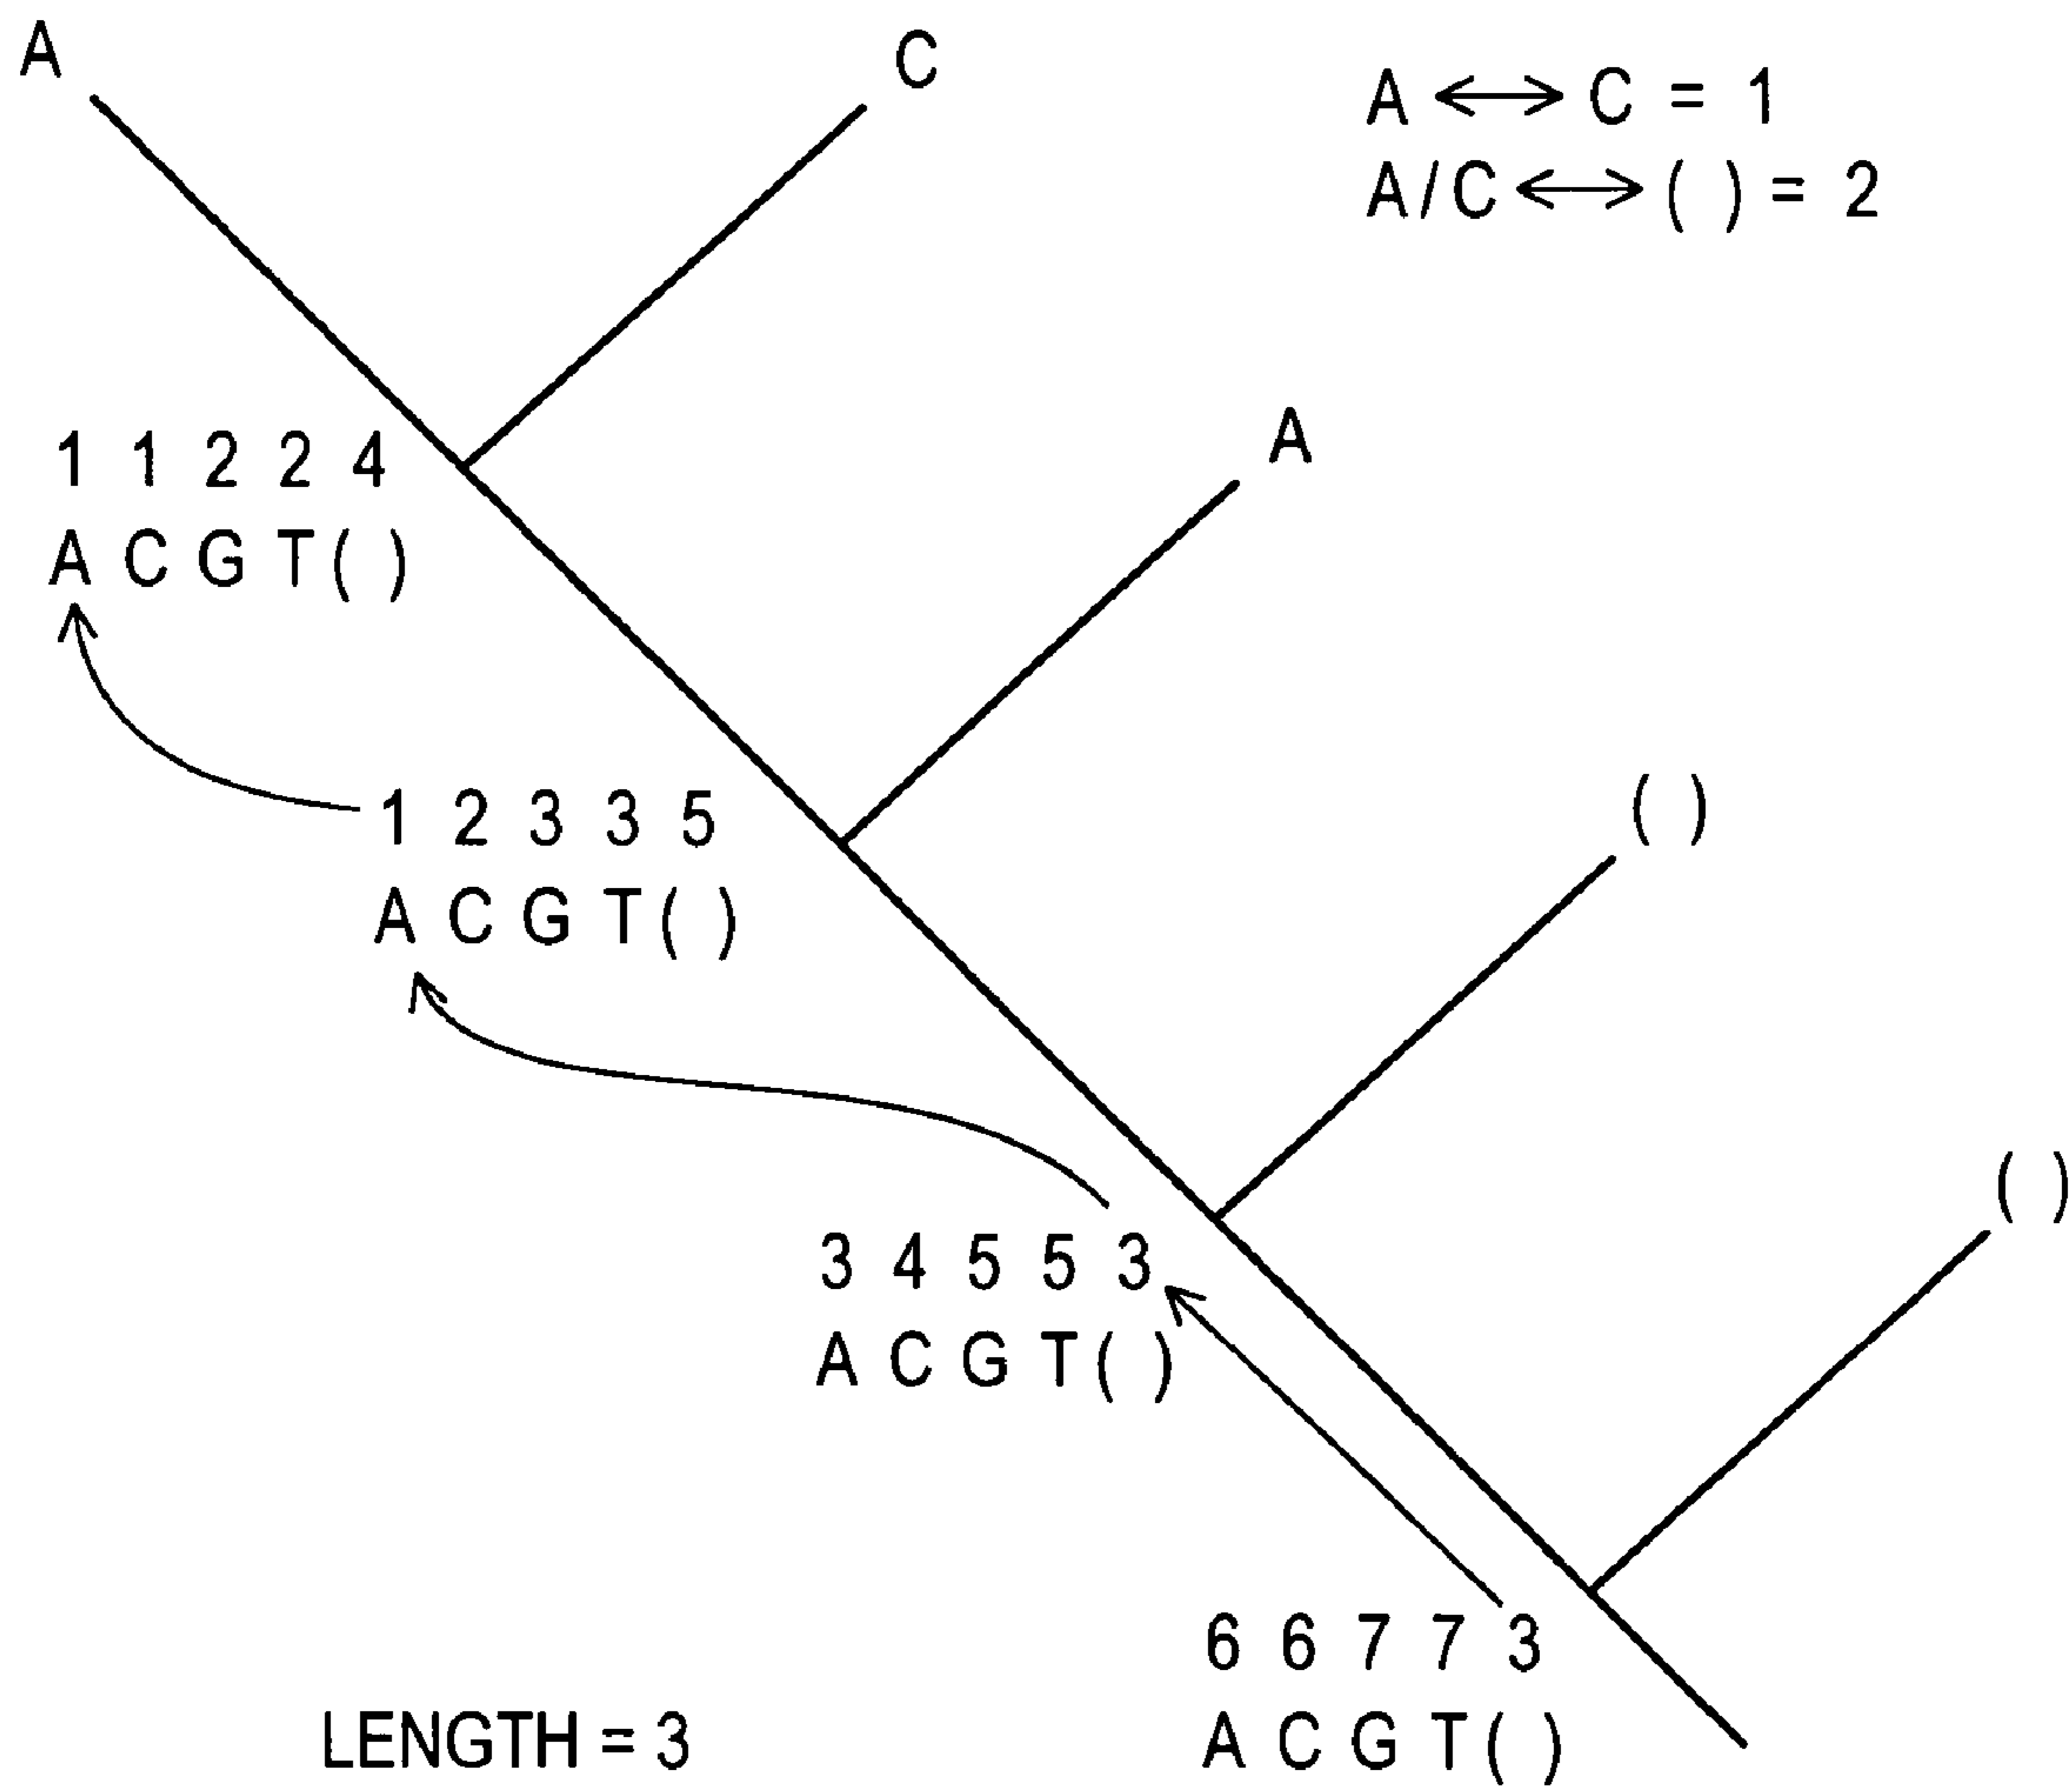 A
C
A ⟷ C = 1
A/C ⟷ ( ) = 2
A
1 1 2 2 4
A C G T ( )
( )
1 2 3 3 5
A C G T ( )
( )
3 4 5 5 3
A C G T ( )
6 6 7 7 3
A C G T ( )
LENGTH = 3